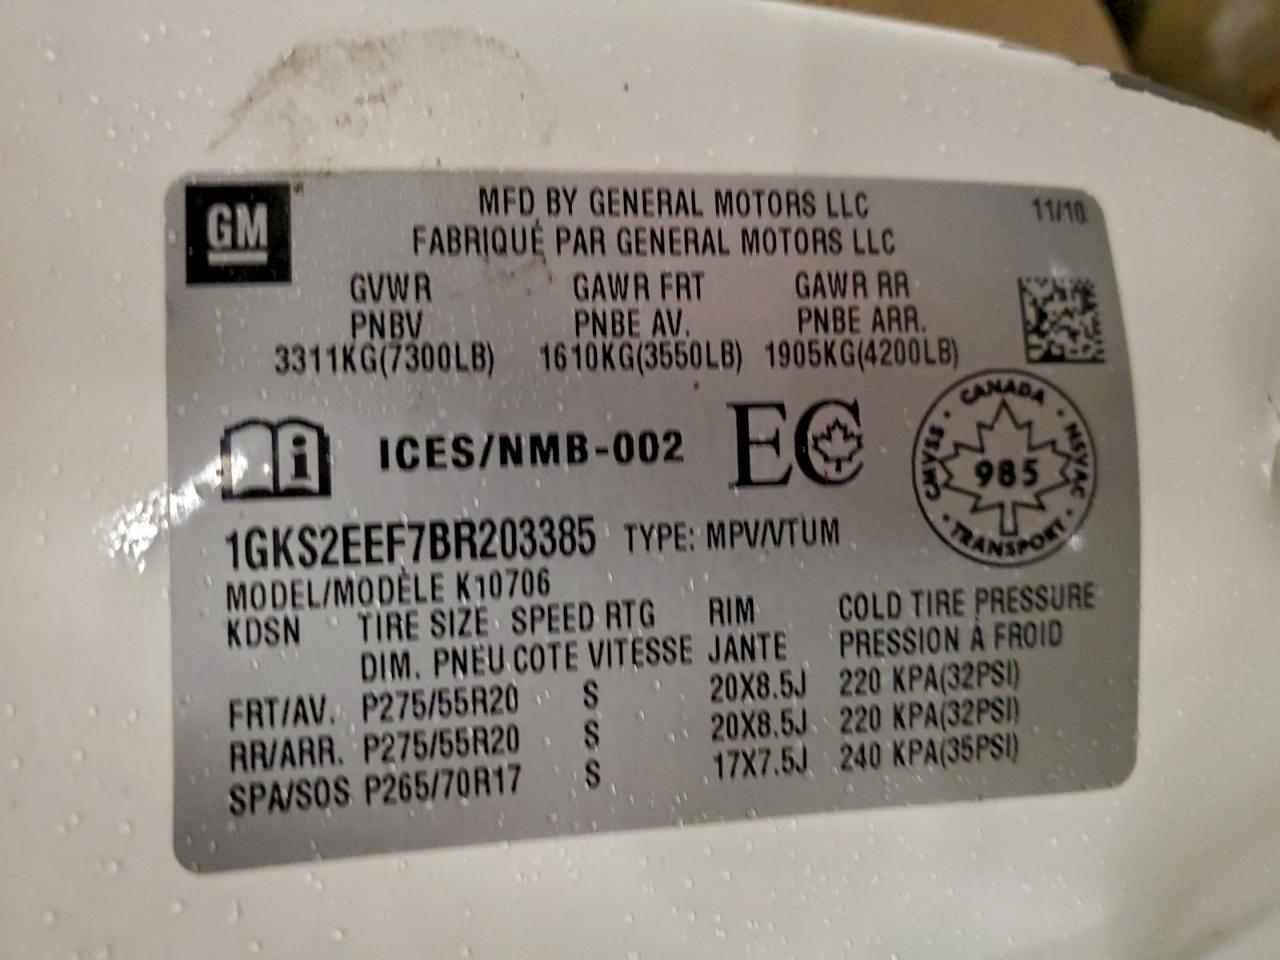 GM
MFD BY GENERAL MOTORS LLC
11/10
FABRIQUÉ PAR GENERAL MOTORS LLC
GVWR GAWR FRT GAWR RR
PNBV PNBE AV. PNBE ARR.
3311KG(7300LB) 1610KG(3550LB) 1905KG(4200LB)
i ICES/NMB-002 EC
CANADA
CMVSS 985 NSVAC
TRANSPORT
1GKS2EEF7BR203385 TYPE: MPV/VTUM
MODEL/MODÈLE K10706
KDSN TIRE SIZE SPEED RTG RIM COLD TIRE PRESSURE
DIM. PNEU COTE VITESSE JANTE PRESSION À FROID
FRT/AV. P275/55R20 S 20X8.5J 220 KPA(32PSI)
RR/ARR. P275/55R20 S 20X8.5J 220 KPA(32PSI)
SPA/SOS P265/70R17 S 17X7.5J 240 KPA(35PSI)